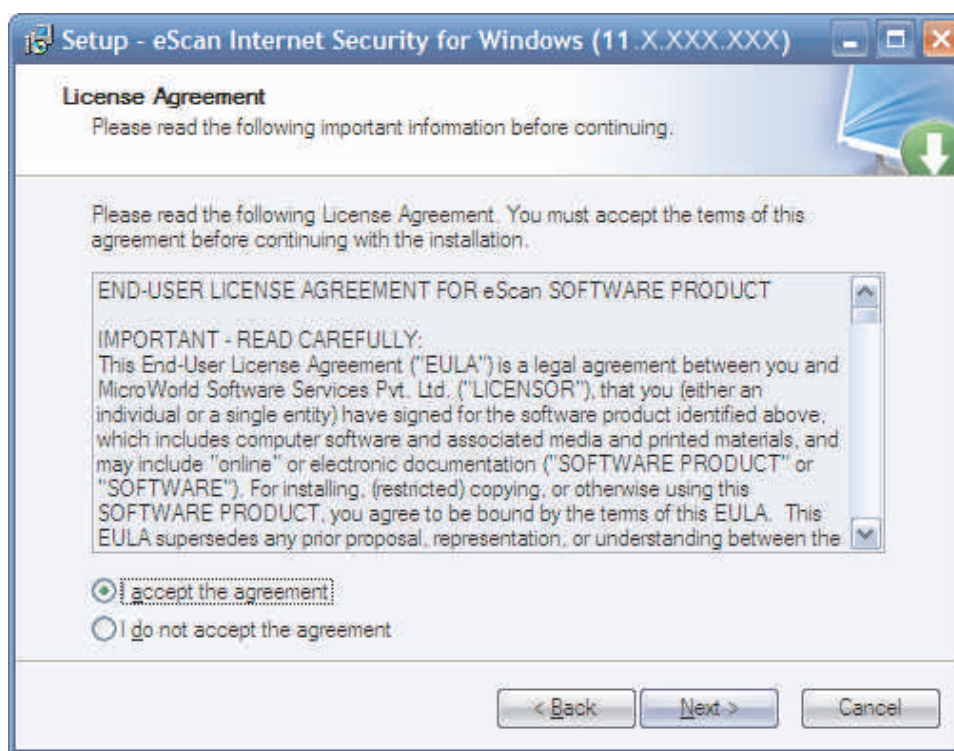 Setup - eScan Internet Security for Windows (11.X.XXX.XXX)
License Agreement
Please read the following important information before continuing.
Please read the following License Agreement. You must accept the terms of this
agreement before continuing with the installation.
END-USER LICENSE AGREEMENT FOR eScan SOFTWARE PRODUCT
IMPORTANT - READ CAREFULLY:
This End-User License Agreement ("EULA") is a legal agreement between you and
MicroWorld Software Services Pvt. Ltd. ("LICENSOR"), that you (either an
individual or a single entity) have signed for the software product identified above,
which includes computer software and associated media and printed materials, and
may include "online" or electronic documentation ("SOFTWARE PRODUCT" or
"SOFTWARE"). For installing, (restricted) copying, or otherwise using this
SOFTWARE PRODUCT, you agree to be bound by the terms of this EULA. This
EULA supersedes any prior proposal, representation, or understanding between the
I accept the agreement
I do not accept the agreement
< Back
Next >
Cancel